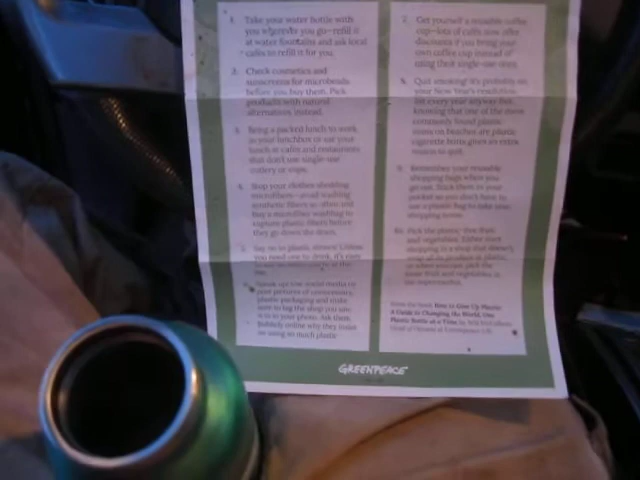 1. Take your water bottle with
you wherever you go—refill it
at water fountains and ask local
cafes to refill it for you.
2. Check cosmetics and
sunscreens for microbeads
before you buy them. Pick
products with natural
alternatives instead.
3. Bring a packed lunch to work
in your lunchbox or eat your
lunch in cafes and restaurants
that don't use single-use
cutlery or cups.
4. Stop your clothes shedding
microfibers—avoid washing
synthetic fibers so often and
buy a microfiber washing bag to
capture plastic fibers before
they go down the drain.
5. Say no to plastic straws! Unless
you need one to drink, it's easy
6. Speak up! Use social media to
post pictures of unnecessary
plastic packaging and make
sure to tag the shop you saw
it in to your photo. Ask them
publicly online why they insist
on using so much plastic.
7. Get yourself a reusable coffee
cup—lots of cafes now offer
discounts if you bring your
own coffee cup instead of
using their single-use ones.
8. Quit smoking! It's probably on
your New Year's resolution
list every year anyway but
knowing that one of the most
commonly found plastic
items on beaches are plastic
cigarette butts gives an extra
reason to quit.
9. Remember your reusable
shopping bags when you
go out. Stick them in your
pocket so you don't have to
use a plastic bag to take your
shopping home.
10. Pick the plastic-free fruit
and vegetables. Either
shop in a shop that doesn't
wrap all its produce in plastic,
or when you can, pick the
loose fruit and vegetables in
the supermarket.
From the book How to Give Up Plastic:
A Guide to Changing the World, One
Plastic Bottle at a Time by Will McCallum,
Head of Oceans at Greenpeace UK
GREENPEACE